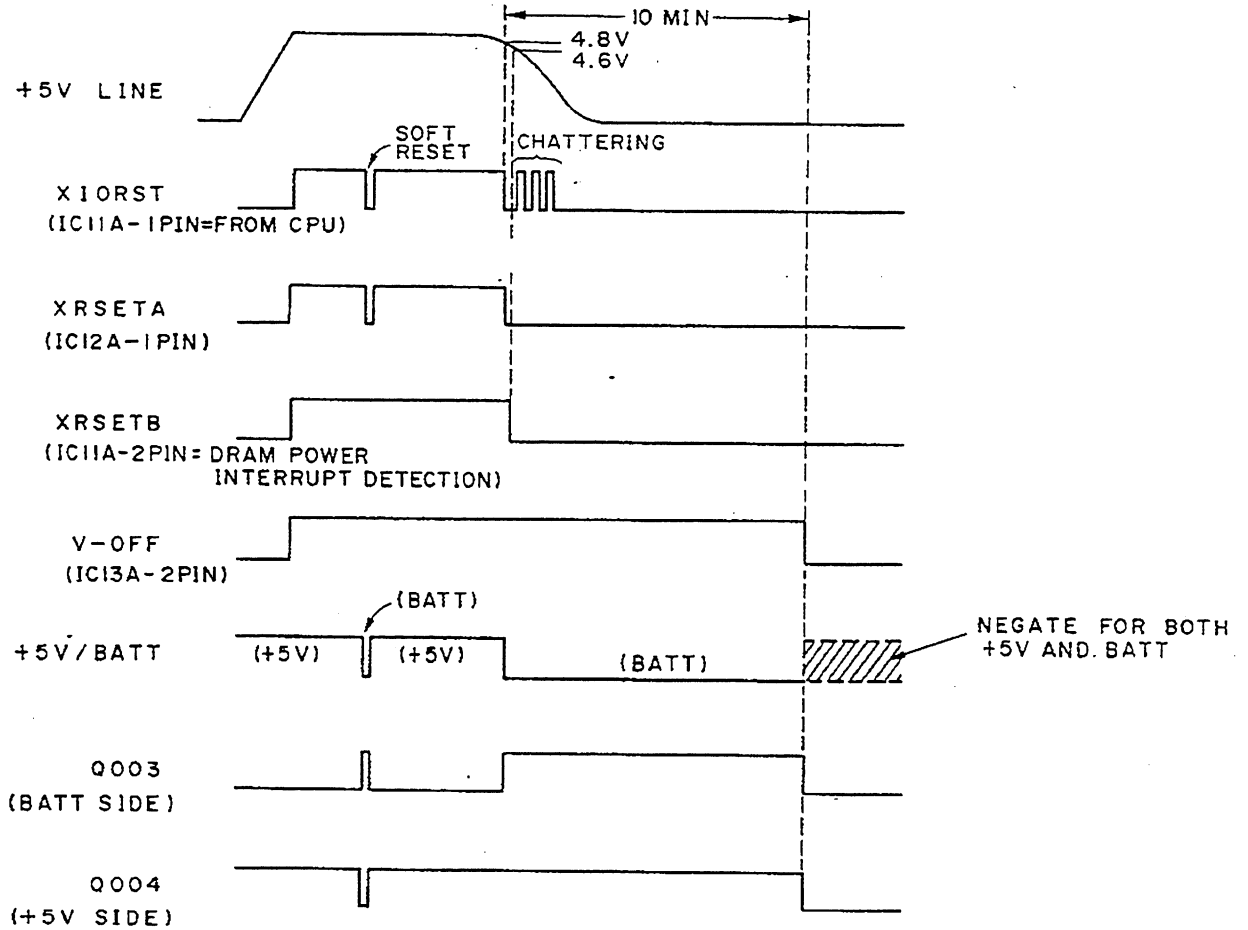 10 MIN
4.8V
4.6V
+5V LINE
SOFT
RESET
CHATTERING
XIORST
(IC11A-1PIN=FROM CPU)
XRSETA
(IC12A-1PIN)
XRSETB
(IC11A-2PIN= DRAM POWER
INTERRUPT DETECTION)
V-OFF
(IC13A-2PIN)
(BATT)
+5V/BATT
(+5V)
(+5V)
(BATT)
NEGATE FOR BOTH
+5V AND. BATT
Q003
(BATT SIDE)
Q004
(+5V SIDE)